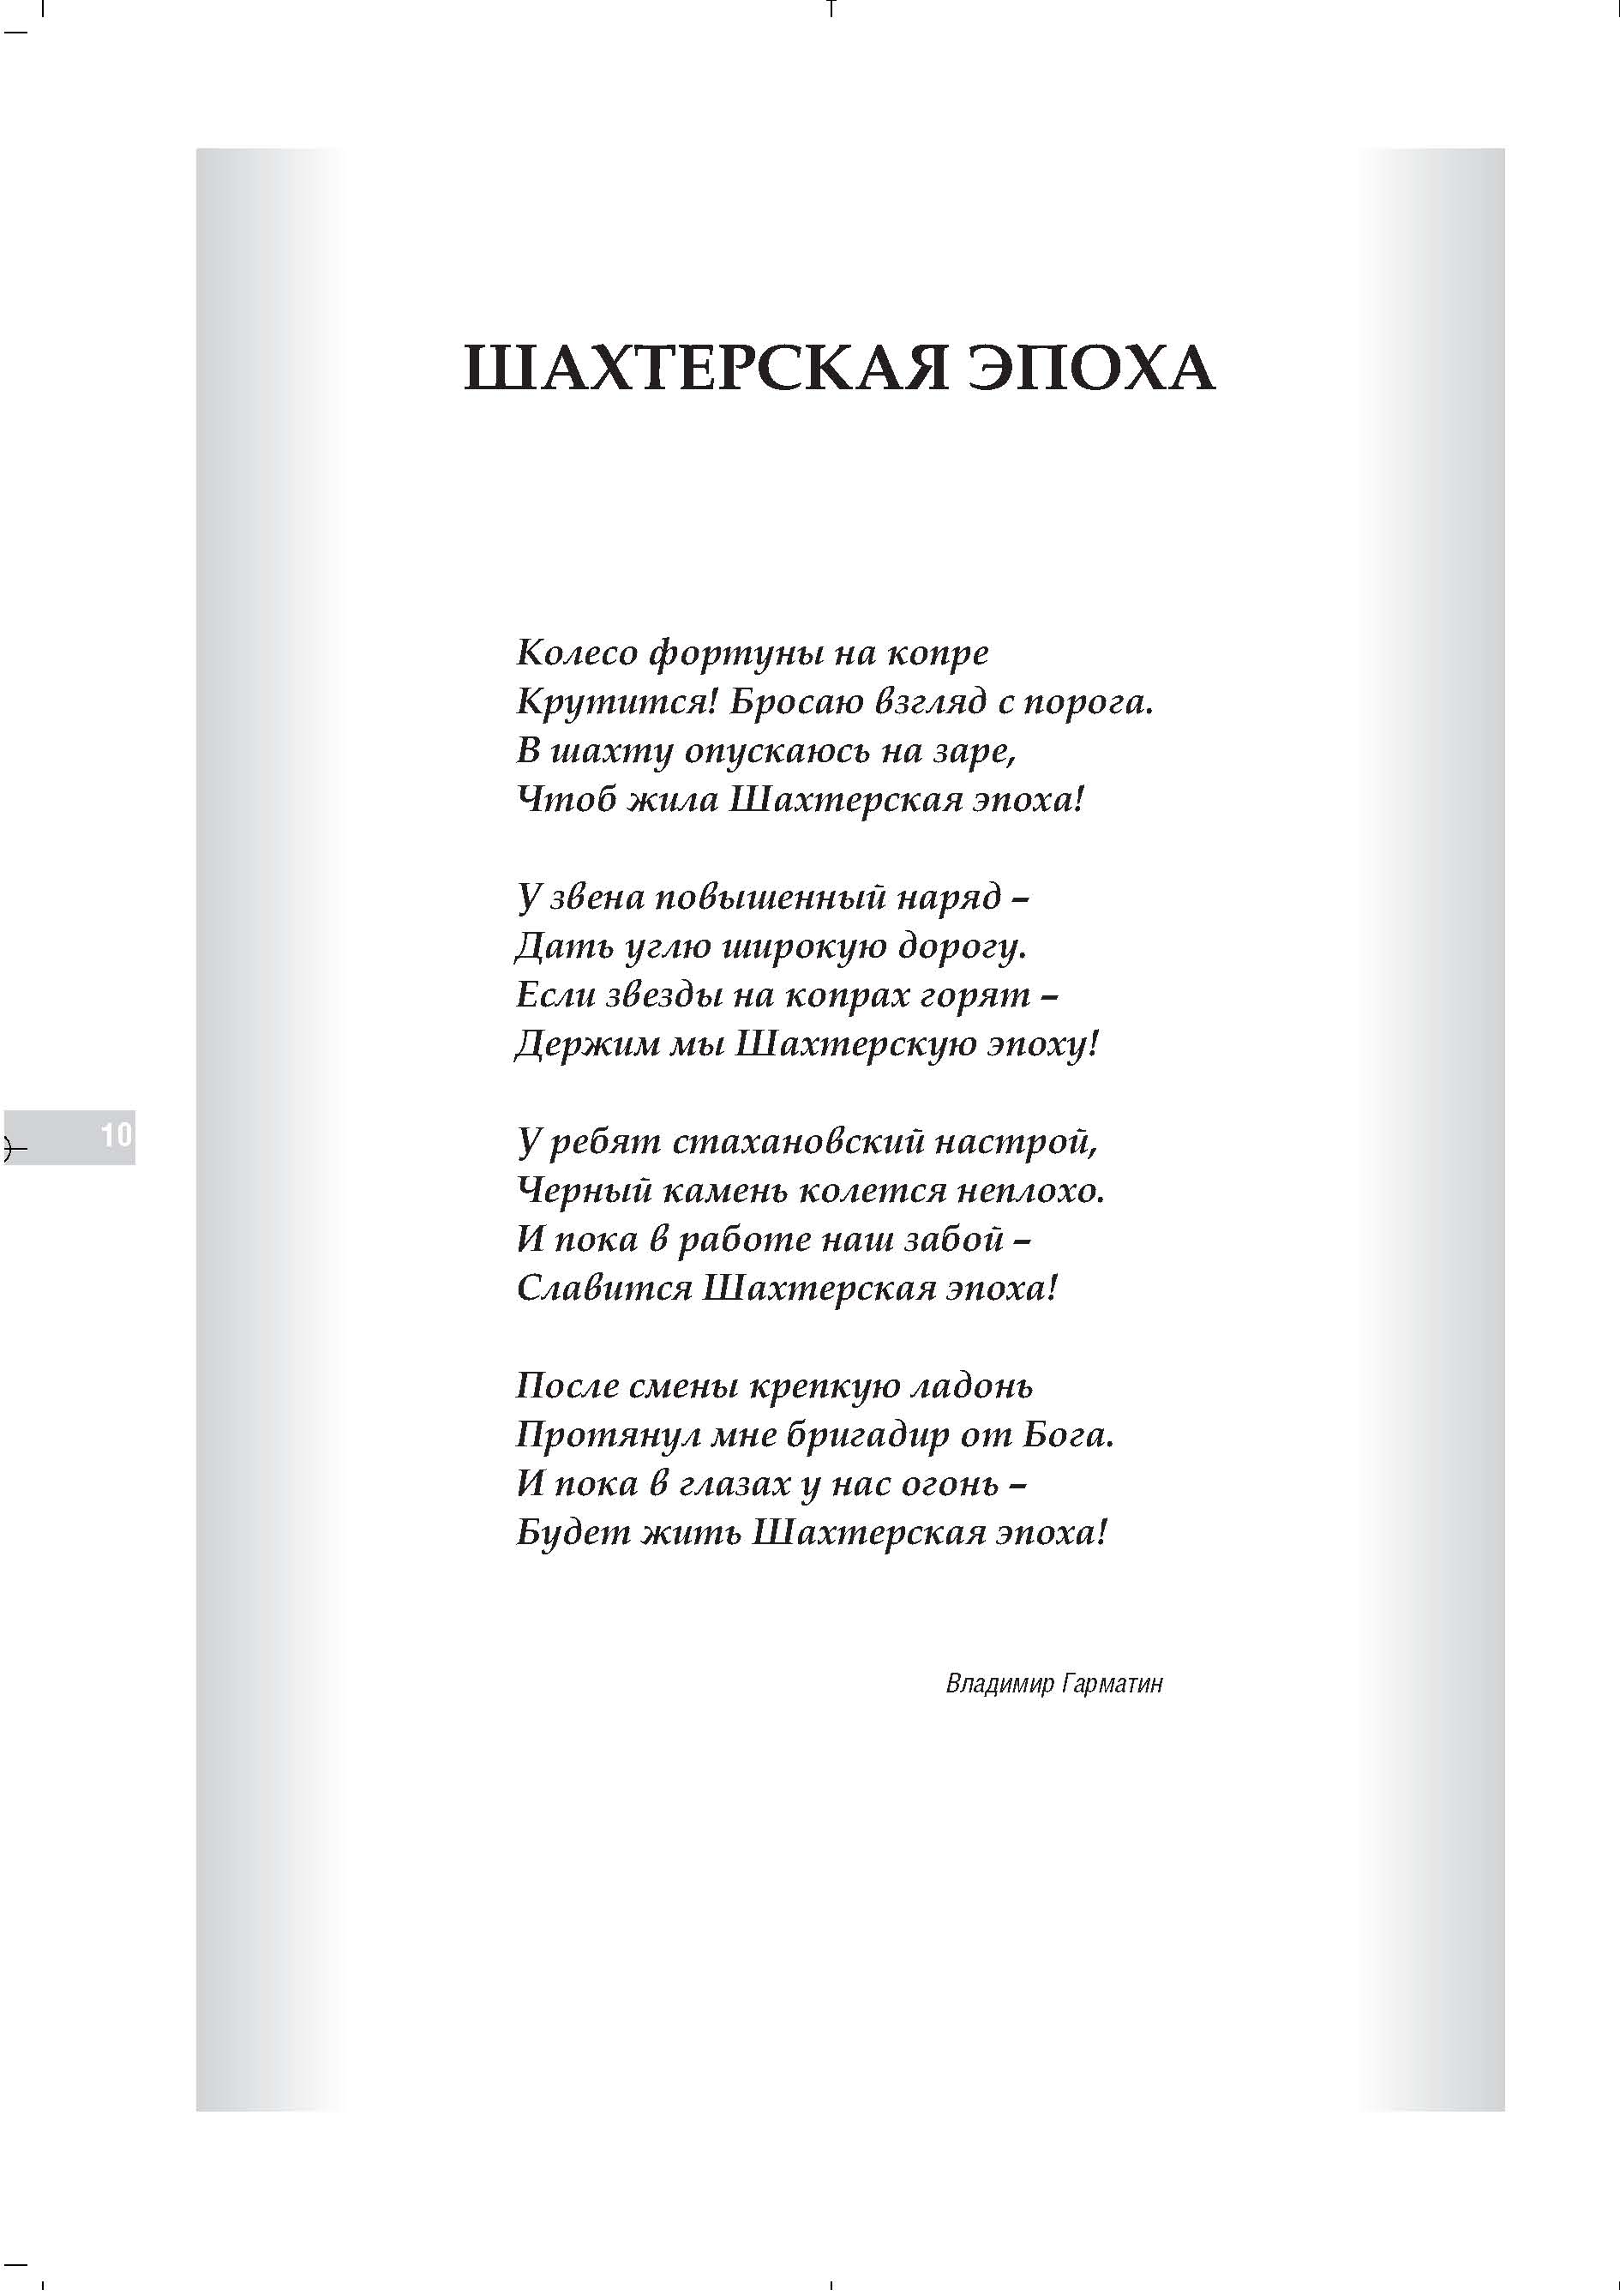 ШАХТЕРСКАЯ ЭПОХА
Колесо фортуны на копре
Крутится! Бросаю взгляд с порога.
В шахту опускаюсь на заре,
Чтоб жила Шахтерская эпоха!
У звена повышенный наряд –
Дать углю широкую дорогу.
Если звезды на копрах горят –
Держим мы Шахтерскую эпоху!
10
У ребят стахановский настрой,
Черный камень колется неплохо.
И пока в работе наш забой –
Славится Шахтерская эпоха!
После смены крепкую ладонь
Протянул мне бригадир от Бога.
И пока в глазах у нас огонь –
Будет жить Шахтерская эпоха!
Владимир Гарматин